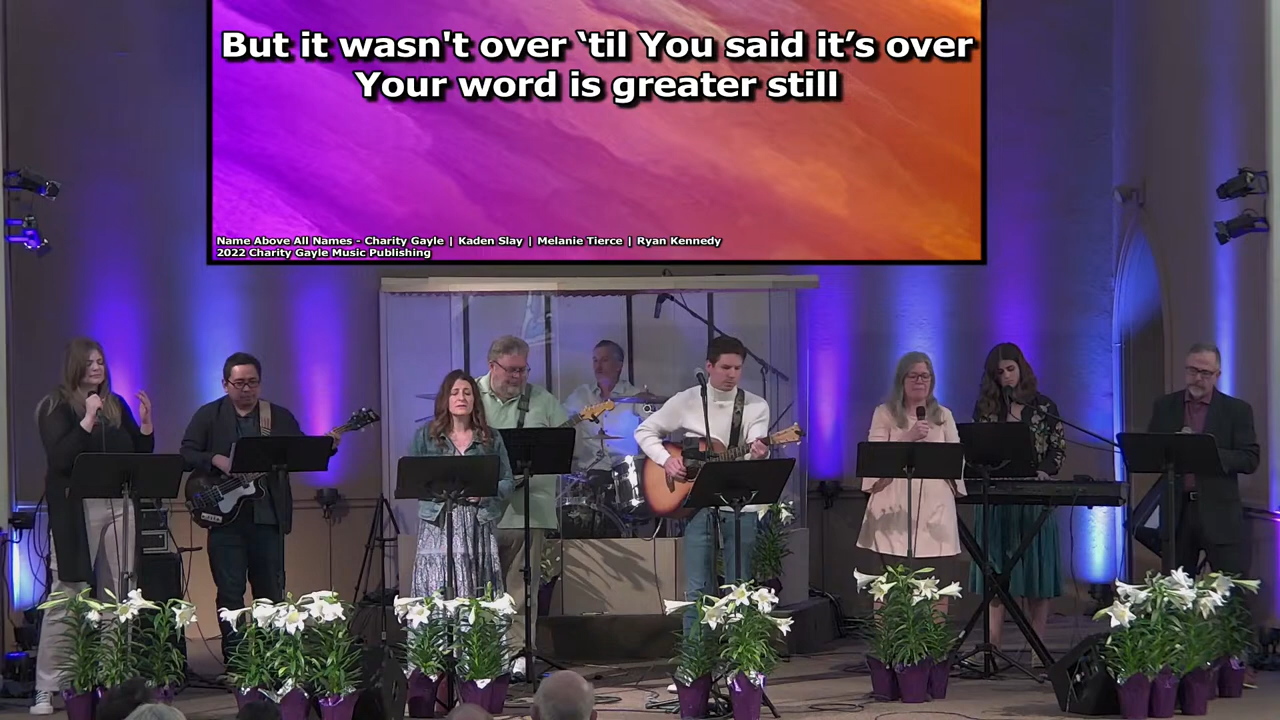 But it wasn't over ‘til You said it’s over
Your word is greater still
Name Above All Names - Charity Gayle | Kaden Slay | Melanie Tierce | Ryan Kennedy
2022 Charity Gayle Music Publishing